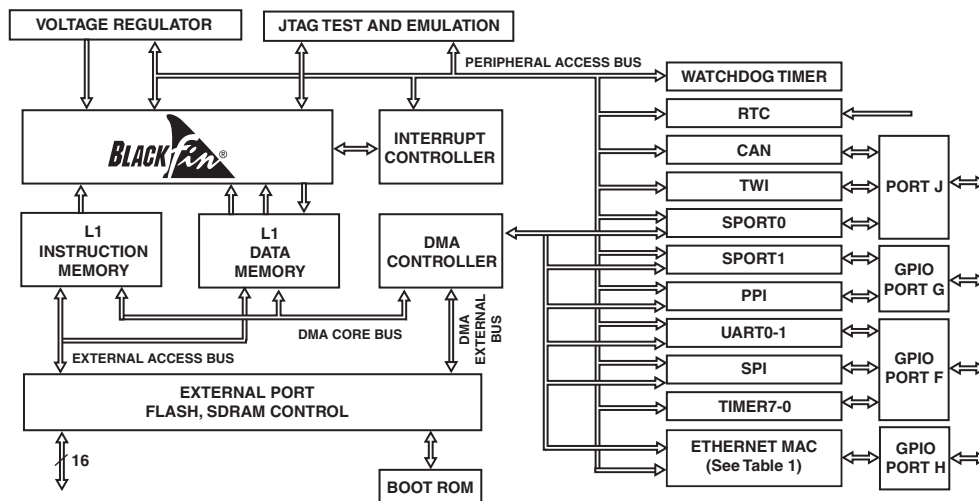 VOLTAGE REGULATOR
JTAG TEST AND EMULATION
PERIPHERAL ACCESS BUS
WATCHDOG TIMER
RTC
BLACKfin®
INTERRUPT
CONTROLLER
CAN
TWI
PORT J
SPORT0
L1
INSTRUCTION
MEMORY
L1
DATA
MEMORY
DMA
CONTROLLER
SPORT1
PPI
GPIO
PORT G
DMA CORE BUS
EXTERNAL ACCESS BUS
DMA
EXTERNAL
BUS
UART0-1
SPI
TIMER7-0
GPIO
PORT F
EXTERNAL PORT
FLASH, SDRAM CONTROL
ETHERNET MAC
(See Table 1)
GPIO
PORT H
16
BOOT ROM